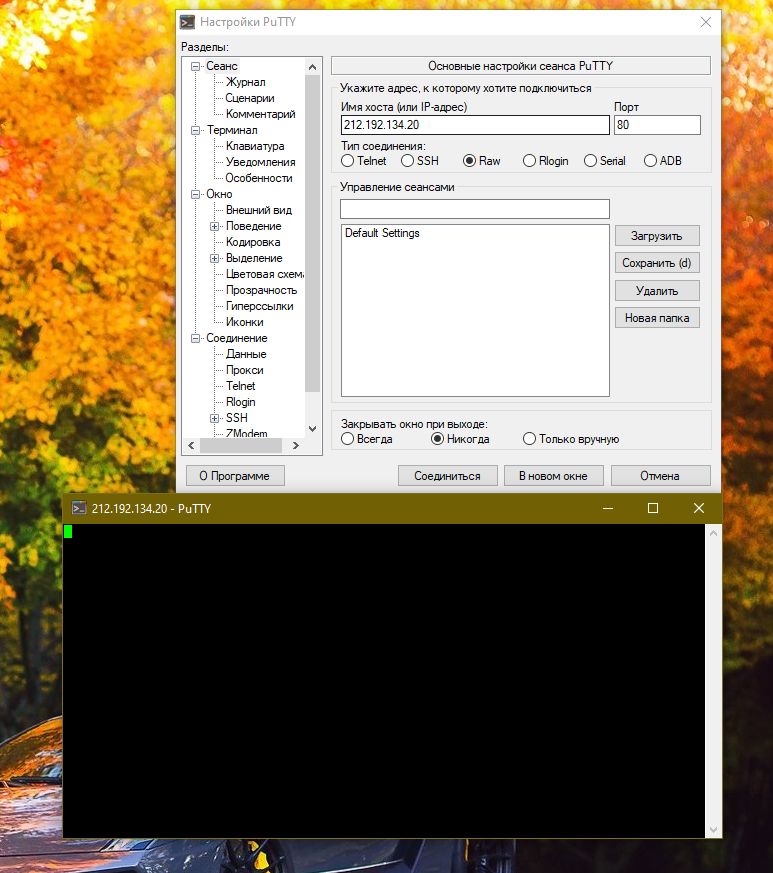 Настройки PuTTY
Разделы:
Сеанс
Журнал
Сценарии
Комментарий
Терминал
Клавиатура
Уведомления
Особенности
Окно
Внешний вид
Поведение
Кодировка
Выделение
Цветовая схема
Прозрачность
Гиперссылки
Иконки
Соединение
Данные
Прокси
Telnet
Rlogin
SSH
ZModem
Основные настройки сеанса PuTTY
Укажите адрес, к которому хотите подключиться
Имя хоста (или IP-адрес) Порт
212.192.134.20 80
Тип соединения:
Telnet SSH Raw Rlogin Serial ADB
Управление сеансами
Default Settings
Загрузить
Сохранить (d)
Удалить
Новая папка
Закрывать окно при выходе:
Всегда Никогда Только вручную
О Программе Соединиться В новом окне Отмена
212.192.134.20 - PuTTY